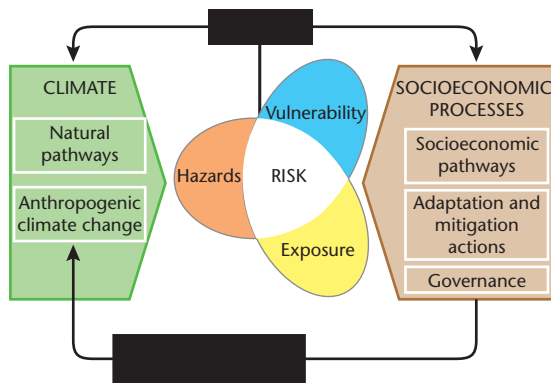 CLIMATE
Natural
pathways
Anthropogenic
climate change
Vulnerability
Hazards
RISK
Exposure
SOCIOECONOMIC
PROCESSES
Socioeconomic
pathways
Adaptation and
mitigation
actions
Governance